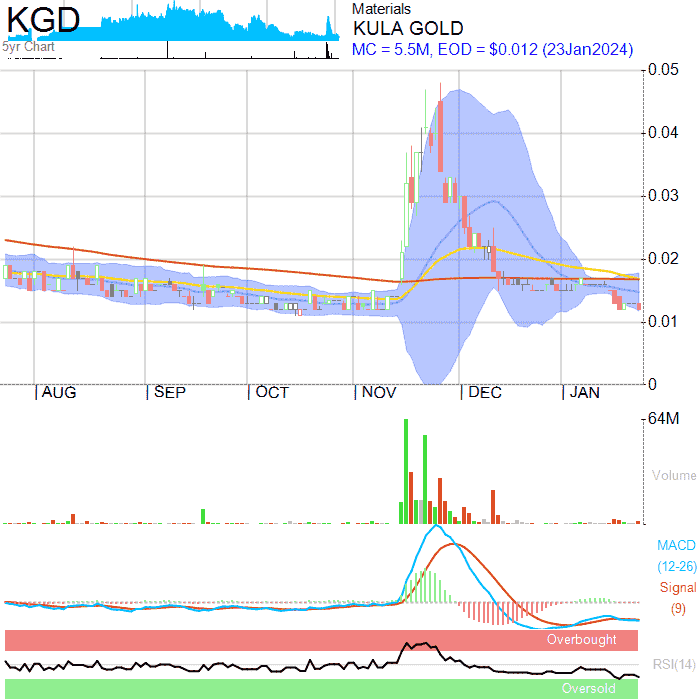 KGD
5yr Chart
Materials
KULA GOLD
MC = 5.5M, EOD = $0.012 (23Jan2024)
0.05
0.04
0.03
0.02
0.01
0
AUG SEP OCT NOV DEC JAN
64M
Volume
MACD
(12-26)
Signal
(9)
Overbought
RSI(14)
Oversold